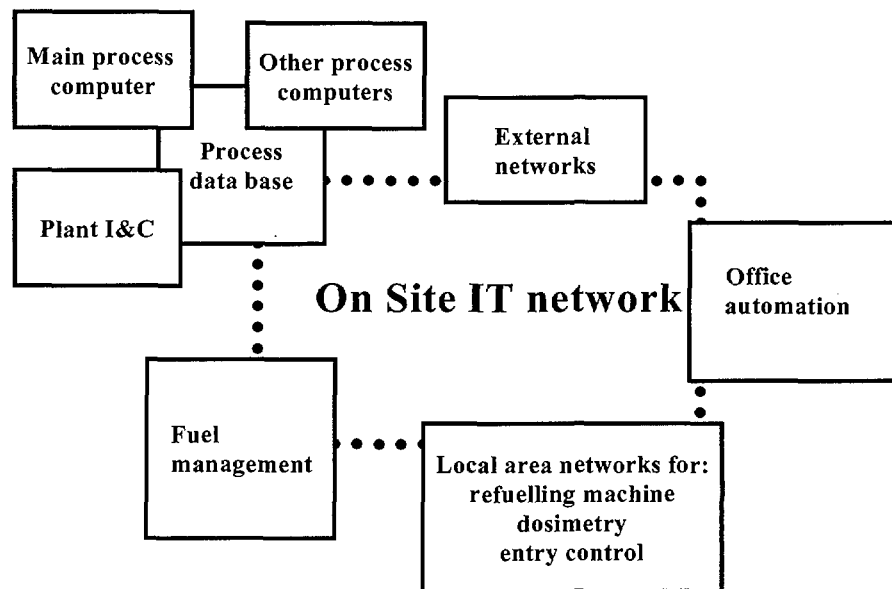 Main process
computer
Other process
computers
Process
data base
Plant I&C
External
networks
Office
automation
On Site IT network
Fuel
management
Local area networks for:
refuelling machine
dosimetry
entry control